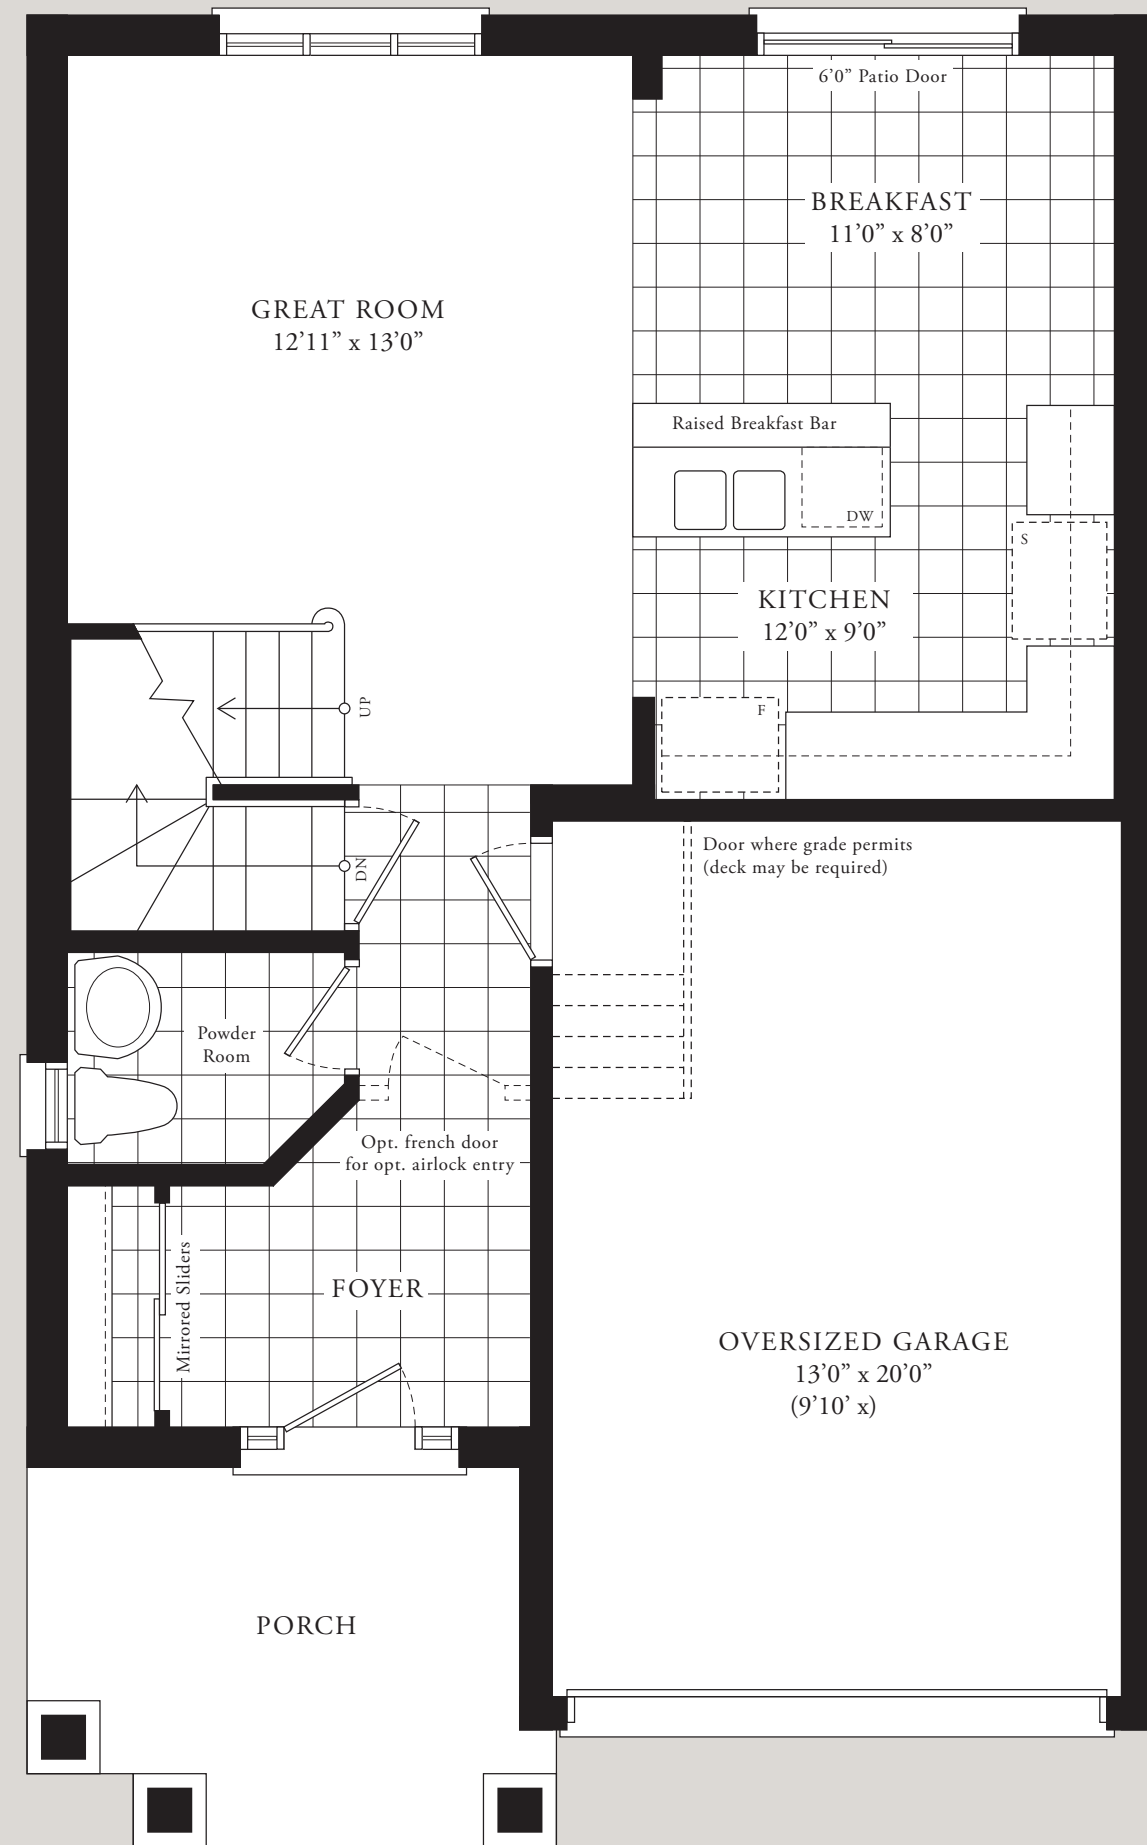 6’0” Patio Door
BREAKFAST
11’0” x 8’0”
GREAT ROOM
12’11” x 13’0”
Raised Breakfast Bar
DW
S
KITCHEN
12’0” x 9’0”
F
UP
DN
Door where grade permits
(deck may be required)
Powder
Room
Opt. french door
for opt. airlock entry
Mirrored Sliders
FOYER
OVERSIZED GARAGE
13’0” x 20’0”
(9’10’ x)
PORCH